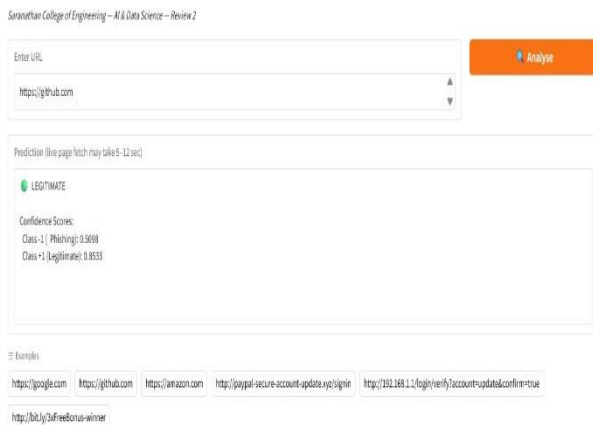 Saranathan College of Engineering — AI & Data Science — Review 2
Enter URL
Analyse
https://github.com
Prediction (live page fetch may take 5-12 sec)
LEGITIMATE
Confidence Scores:
Class -1 ( Phishing): 0.5098
Class +1 (Legitimate): 0.8533
Examples
https://google.com https://github.com https://amazon.com http://paypal-secure-account-update.xyz/signin http://192.168.1.1/login/verify?account=update&confirm=true
http://bit.ly/3xFreeBonus-winner